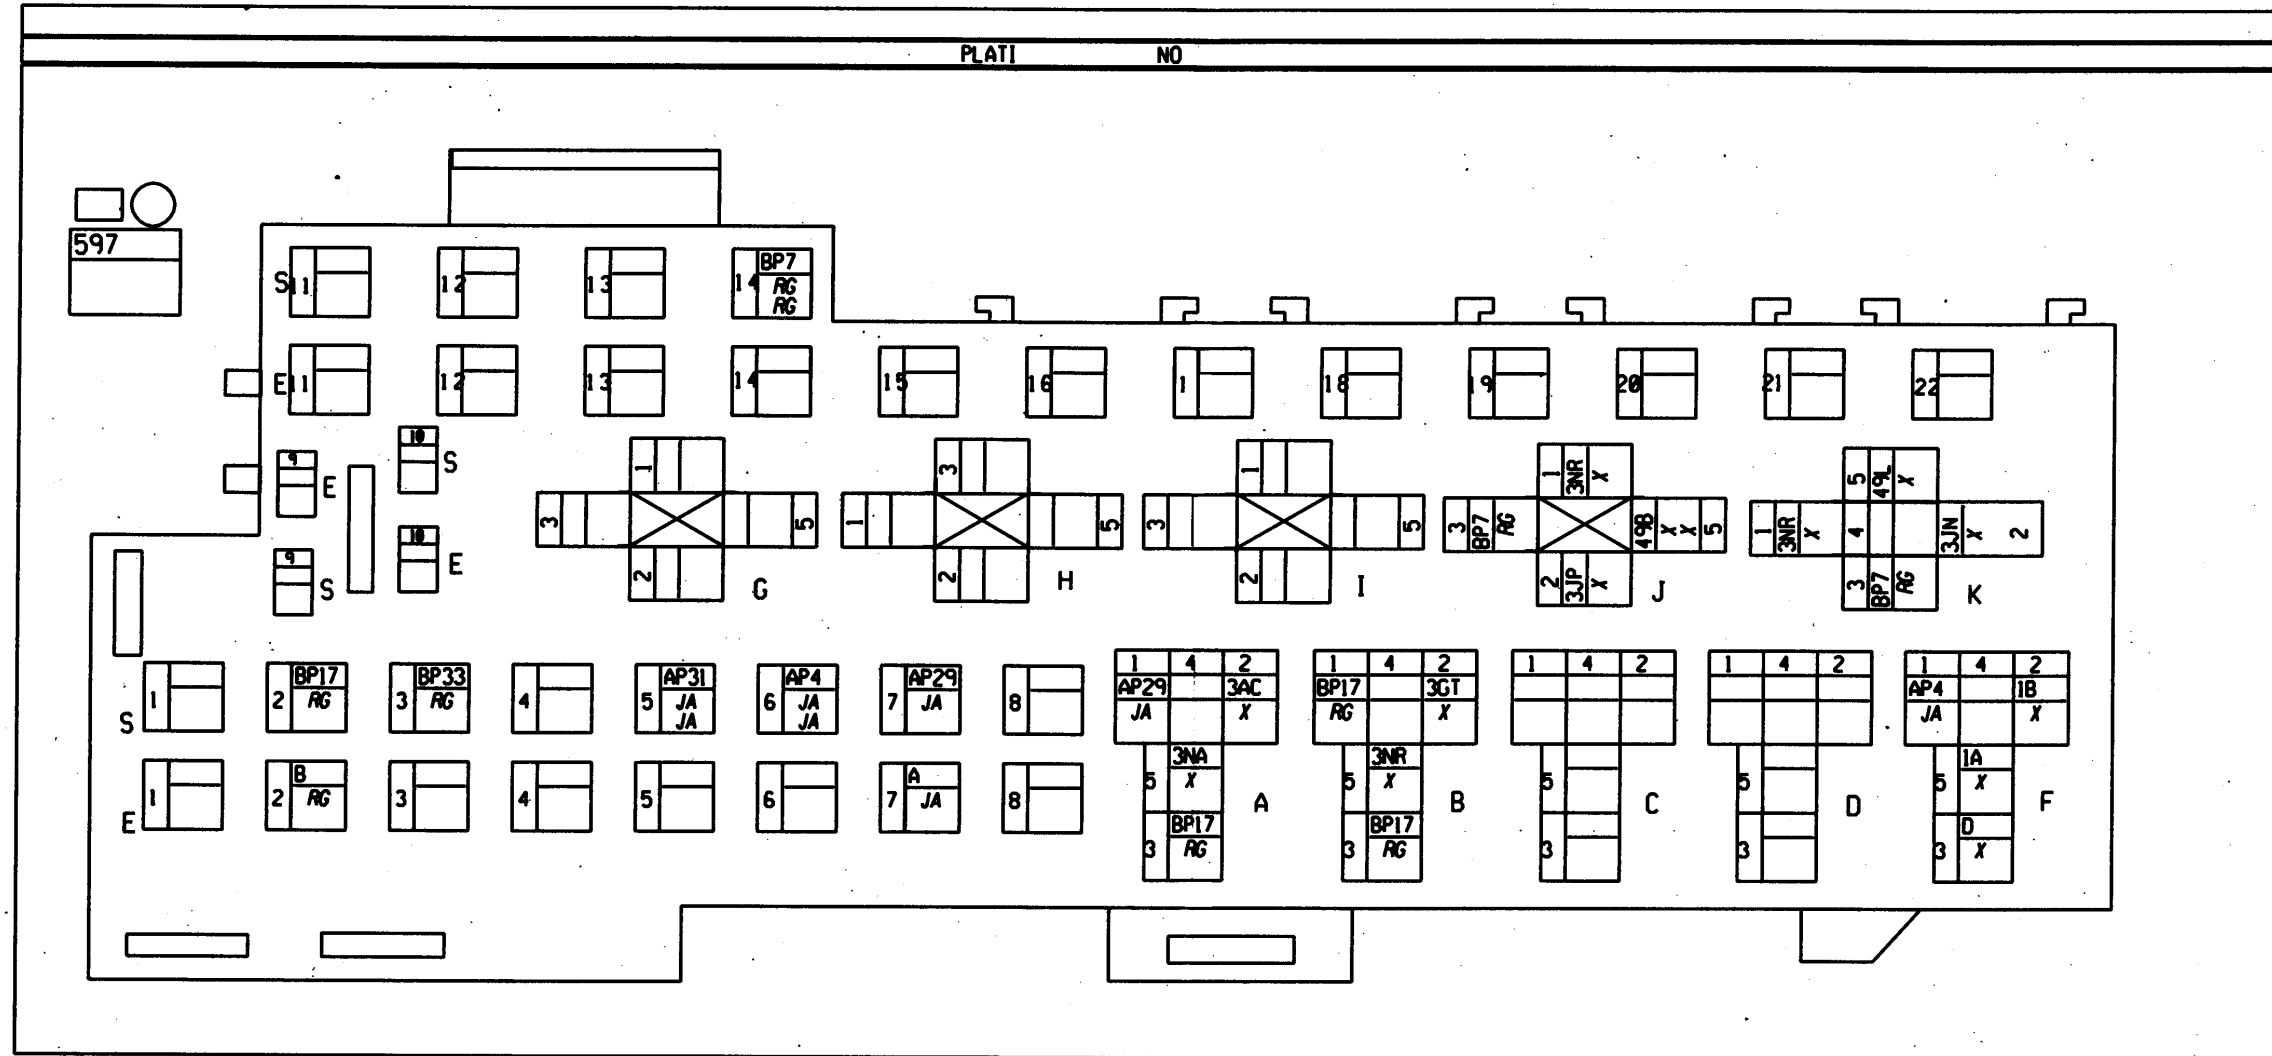 PLATI NO
597
S 11 12 13 14 BP7
RG
RG
E 11 12 13 14 15 16 1 18 19 20 21 22
10
S
9
E
10
E
9
S
1
3 5
2
G
3
1 5
2
H
1
3 5
2
I
1 3NR X
3 BP7 RG 49B X X 5
2 3JP X
J
5 49L X
1 3NR X 4 3JN X 2
3 BP7 RG
K
S 1 2 BP17 3 BP33 4 5 AP31 6 AP4 7 AP29 8
RG RG JA JA JA
JA JA
E 1 2 B 3 4 5 6 7 A 8
RG JA
1 4 2
AP29 3AC
JA X
5 3NA
X
3 BP17
RG
A
1 4 2
BP17 3GT
RG X
5 3NR
X
3 BP17
RG
B
1 4 2
5
3
C
1 4 2
5
3
D
1 4 2
AP4 1B
JA X
5 1A
X
3 D
X
F